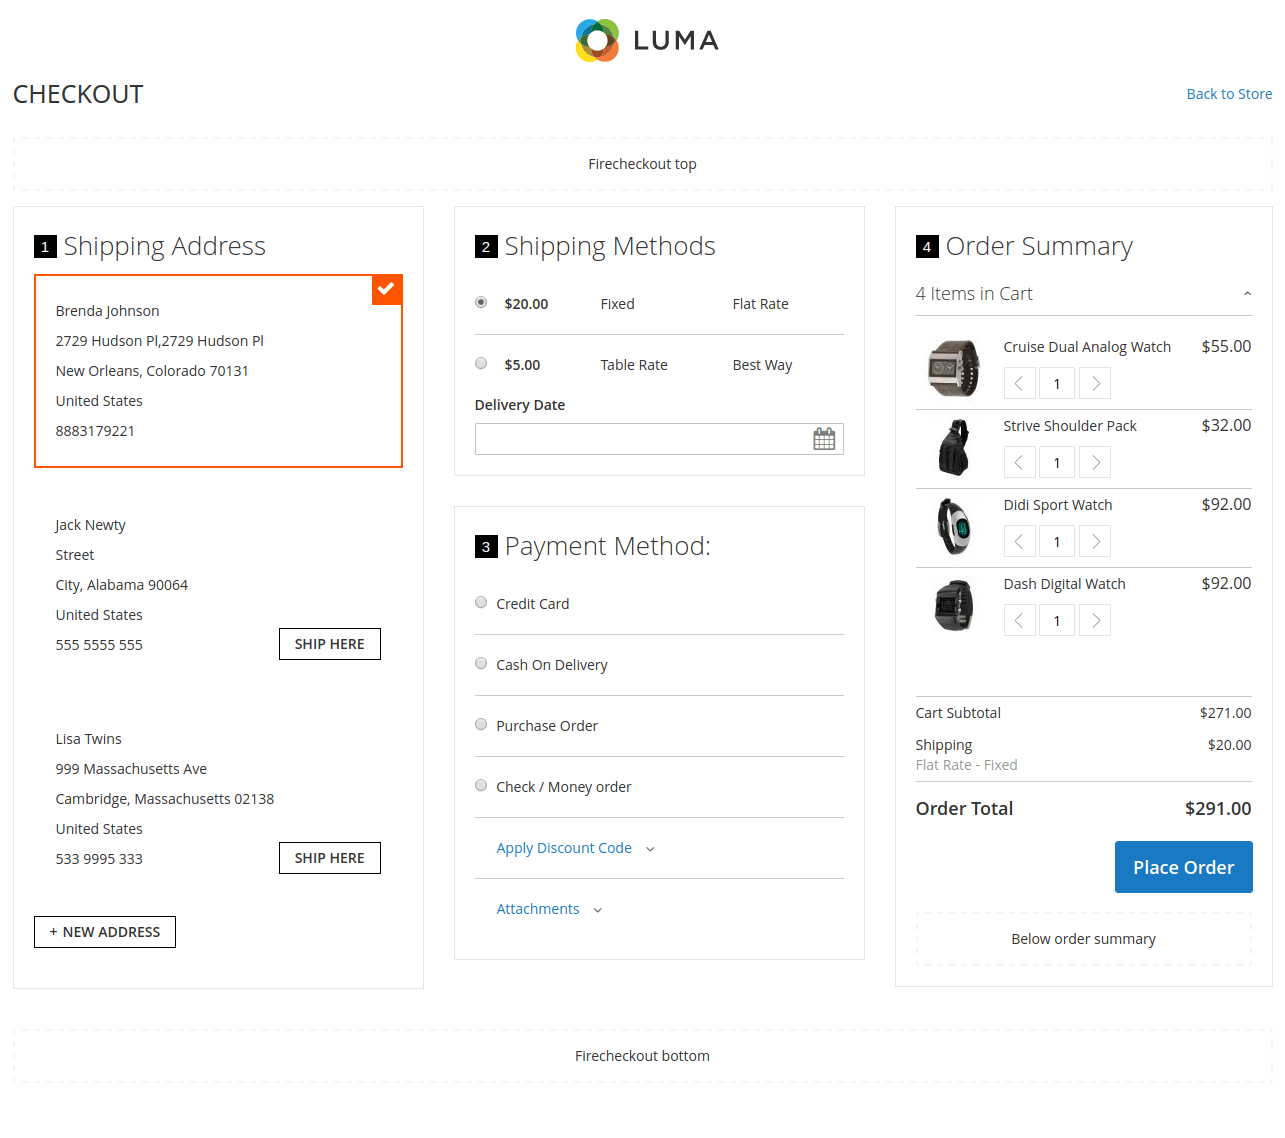 LUMA
CHECKOUT
Back to Store
Firecheckout top
1 Shipping Address
Brenda Johnson
2729 Hudson Pl,2729 Hudson Pl
New Orleans, Colorado 70131
United States
8883179221
Jack Newty
Street
City, Alabama 90064
United States
555 5555 555
SHIP HERE
Lisa Twins
999 Massachusetts Ave
Cambridge, Massachusetts 02138
United States
533 9995 333
SHIP HERE
+ NEW ADDRESS
2 Shipping Methods
$20.00 Fixed Flat Rate
$5.00 Table Rate Best Way
Delivery Date
3 Payment Method:
Credit Card
Cash On Delivery
Purchase Order
Check / Money order
Apply Discount Code
Attachments
4 Order Summary
4 Items in Cart
Cruise Dual Analog Watch $55.00
1
Strive Shoulder Pack $32.00
1
Didi Sport Watch $92.00
1
Dash Digital Watch $92.00
1
Cart Subtotal $271.00
Shipping $20.00
Flat Rate - Fixed
Order Total $291.00
Place Order
Below order summary
Firecheckout bottom